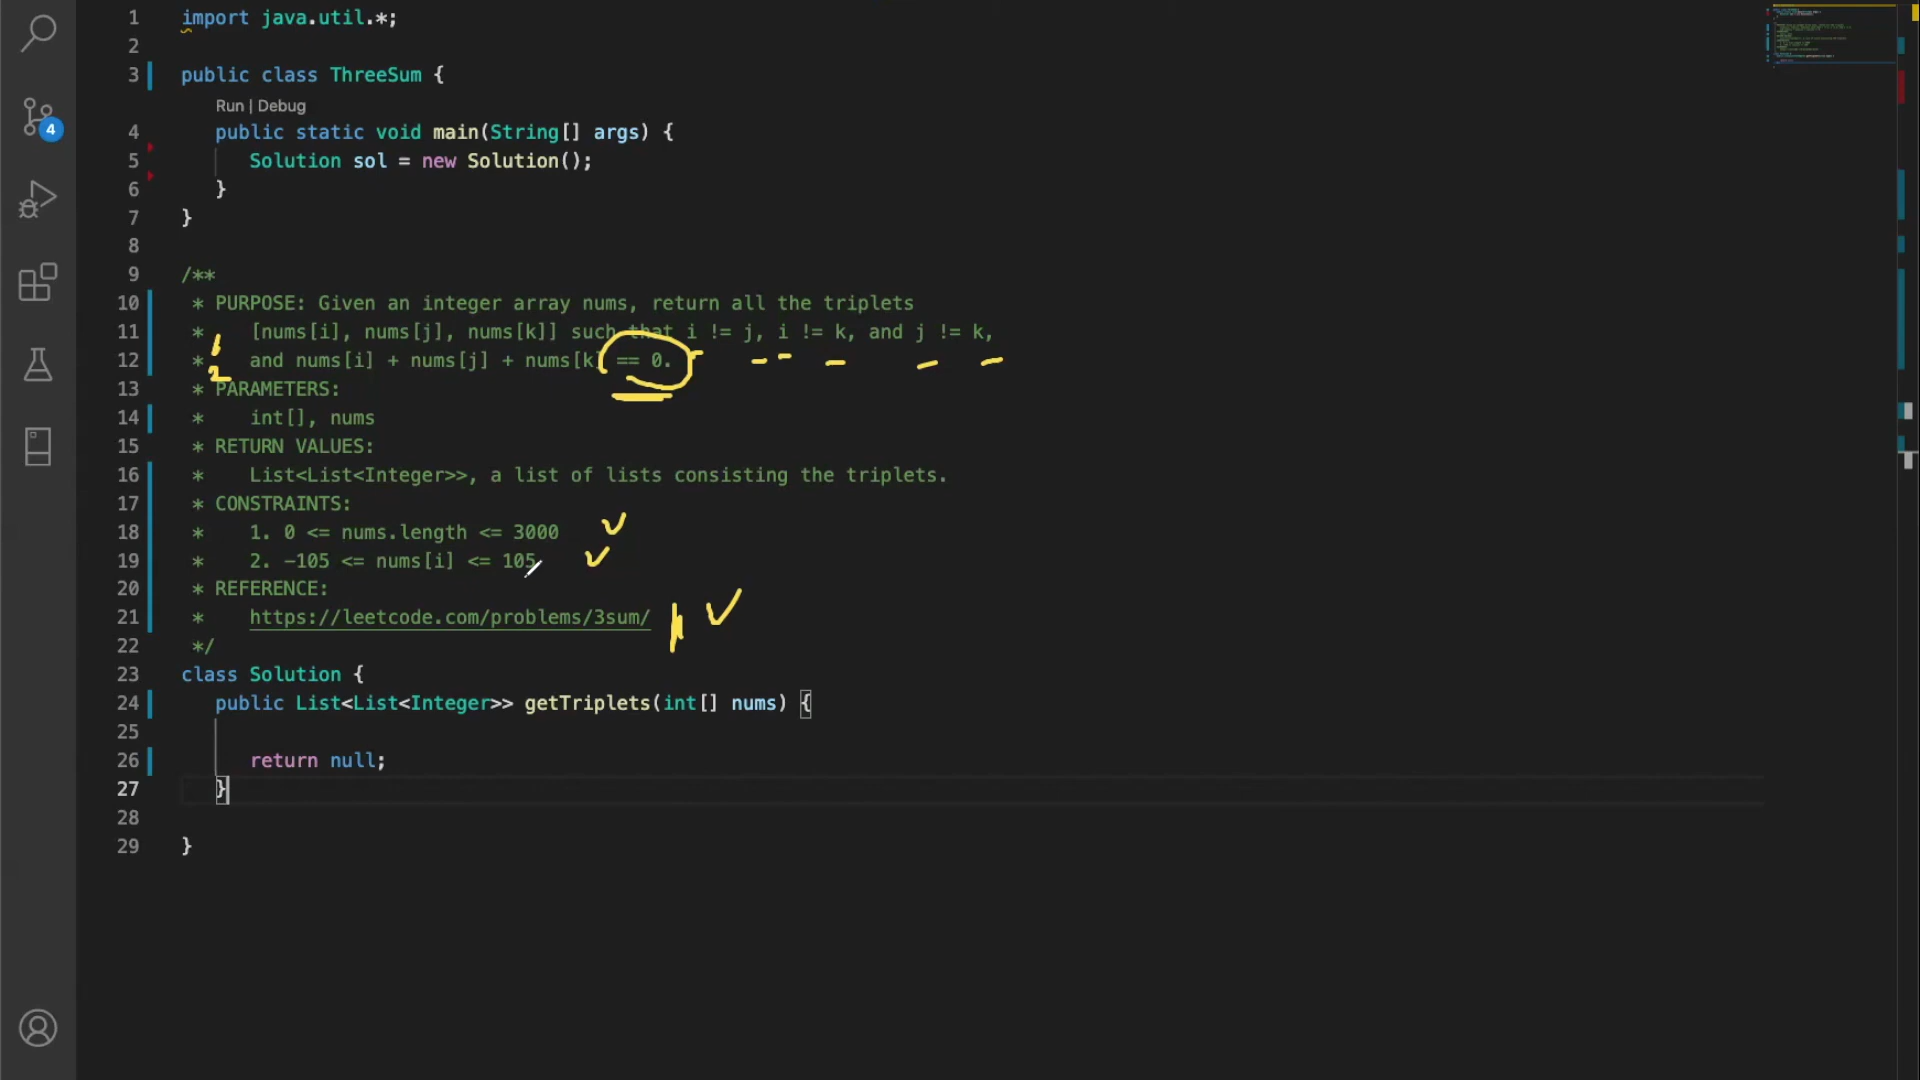 1 import java.util.*;
2
3 public class ThreeSum {
Run | Debug
4 public static void main(String[] args) {
5 Solution sol = new Solution();
6 }
7 }
8
9 /**
10 * PURPOSE: Given an integer array nums, return all the triplets
11 * [nums[i], nums[j], nums[k]] such that i != j, i != k, and j != k,
1
12 * and nums[i] + nums[j] + nums[k] == 0.
2
13 * PARAMETERS:
14 * int[], nums
15 * RETURN VALUES:
16 * List<List<Integer>>, a list of lists consisting the triplets.
17 * CONSTRAINTS:
18 * 1. 0 <= nums.length <= 3000
19 * 2. -105 <= nums[i] <= 105
20 * REFERENCE:
21 * https://leetcode.com/problems/3sum/
22 */
23 class Solution {
24 public List<List<Integer>> getTriplets(int[] nums) {
25
26 return null;
27 }
28
29 }
4